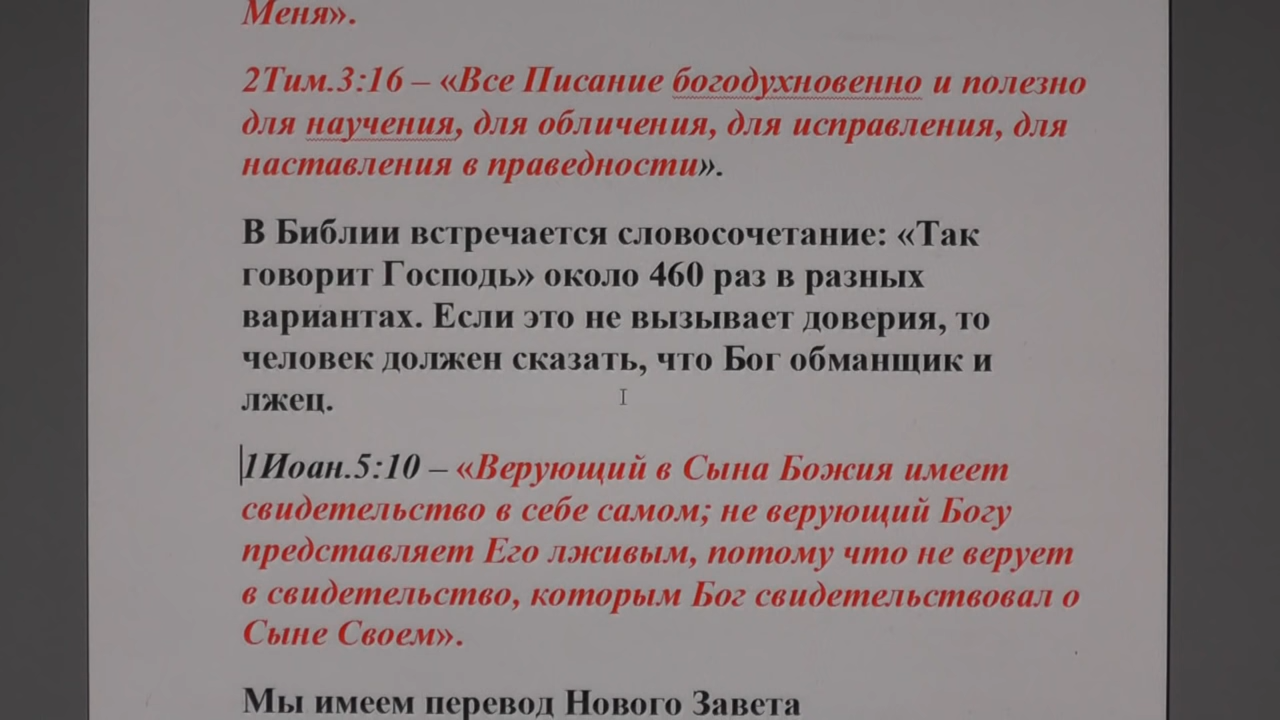 Меня».
2Тим.3:16 – «Все Писание богодухновенно и полезно
для научения, для обличения, для исправления, для
наставления в праведности».
В Библии встречается словосочетание: «Так
говорит Господь» около 460 раз в разных
вариантах. Если это не вызывает доверия, то
человек должен сказать, что Бог обманщик и
лжец.
1Иоан.5:10 – «Верующий в Сына Божия имеет
свидетельство в себе самом; не верующий Богу
представляет Его лживым, потому что не верует
в свидетельство, которым Бог свидетельствовал о
Сыне Своем».
Мы имеем перевод Нового Завета